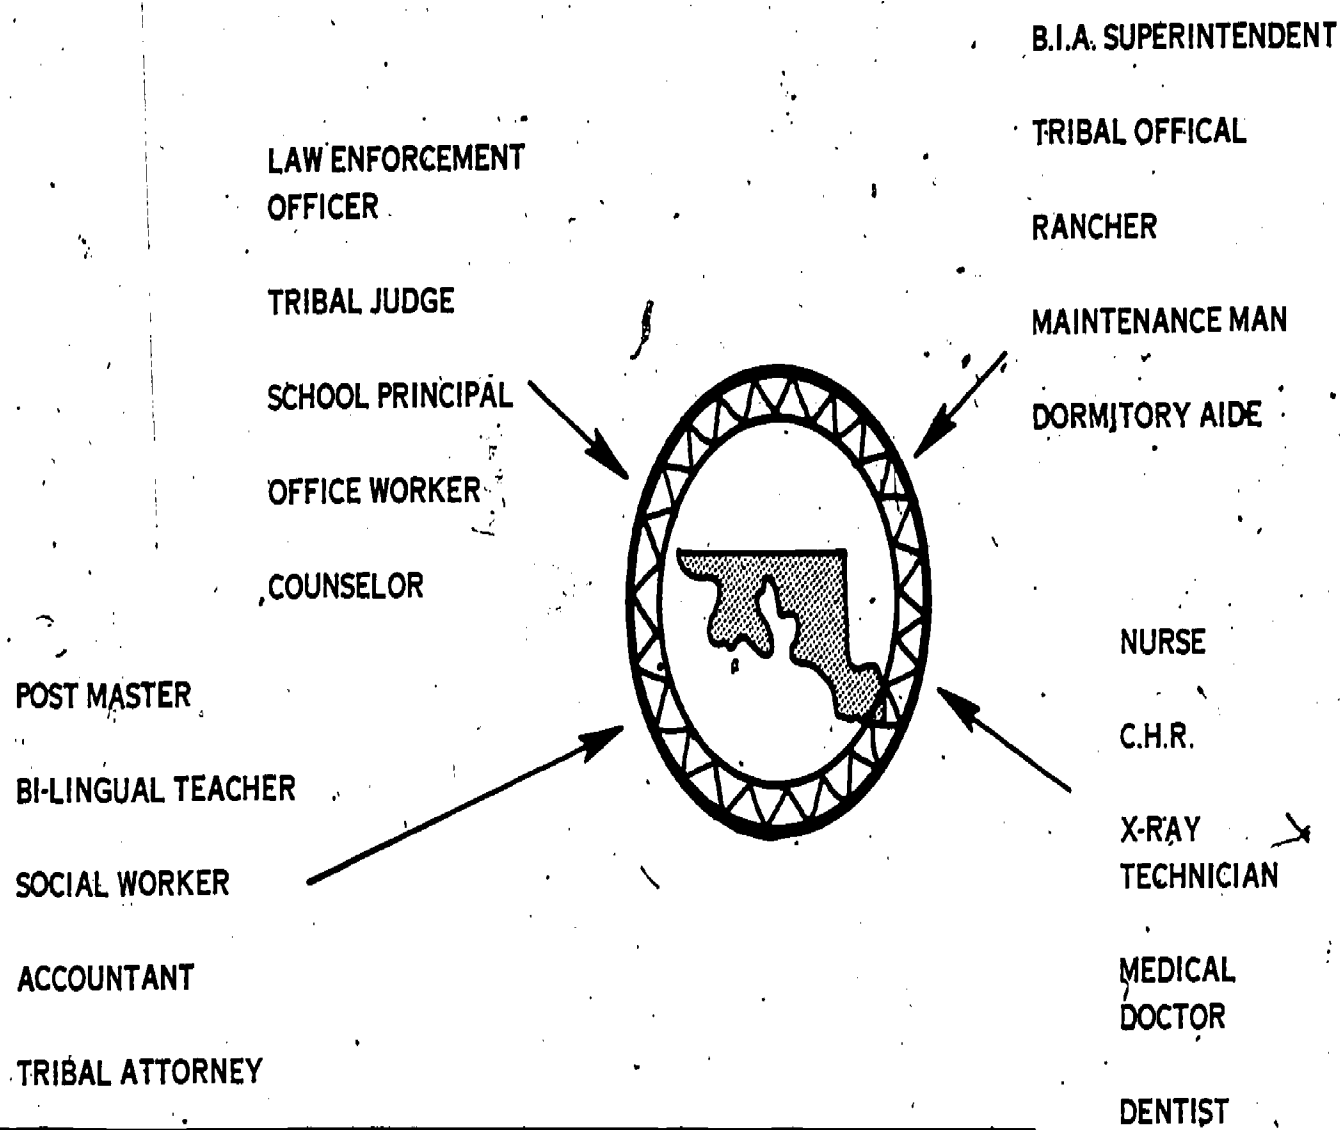 B.I.A. SUPERINTENDENT
TRIBAL OFFICAL
RANCHER
MAINTENANCE MAN
DORMITORY AIDE
LAW ENFORCEMENT
OFFICER
TRIBAL JUDGE
SCHOOL PRINCIPAL
OFFICE WORKER
COUNSELOR
POST MASTER
BI-LINGUAL TEACHER
SOCIAL WORKER
ACCOUNTANT
TRIBAL ATTORNEY
NURSE
C.H.R.
X-RAY
TECHNICIAN
MEDICAL
DOCTOR
DENTIST